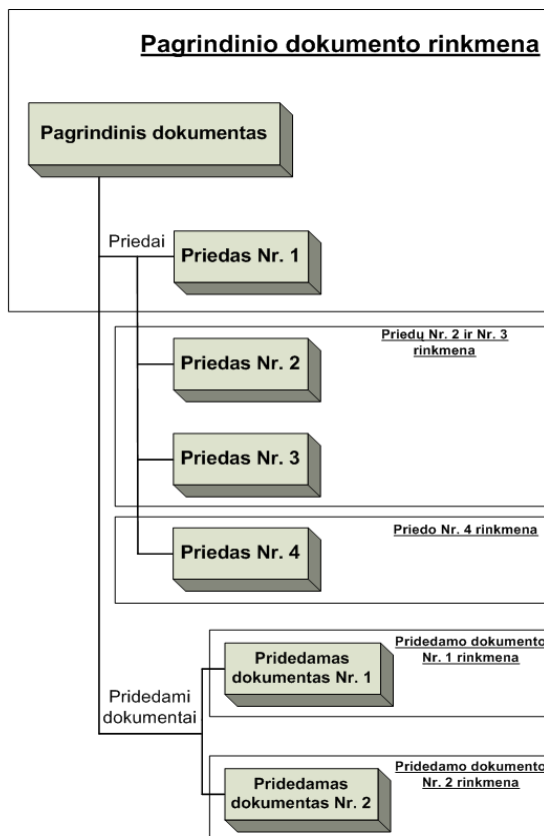 Pagrindinio dokumento rinkmena
Pagrindinis dokumentas
Priedai
Priedas Nr. 1
Priedų Nr. 2 ir Nr. 3
rinkmena
Priedas Nr. 2
Priedas Nr. 3
Priedo Nr. 4 rinkmena
Priedas Nr. 4
Pridedamo dokumento
Nr. 1 rinkmena
Pridedamas
dokumentas Nr. 1
Pridedami
dokumentai
Pridedamo dokumento
Nr. 2 rinkmena
Pridedamas
dokumentas Nr. 2